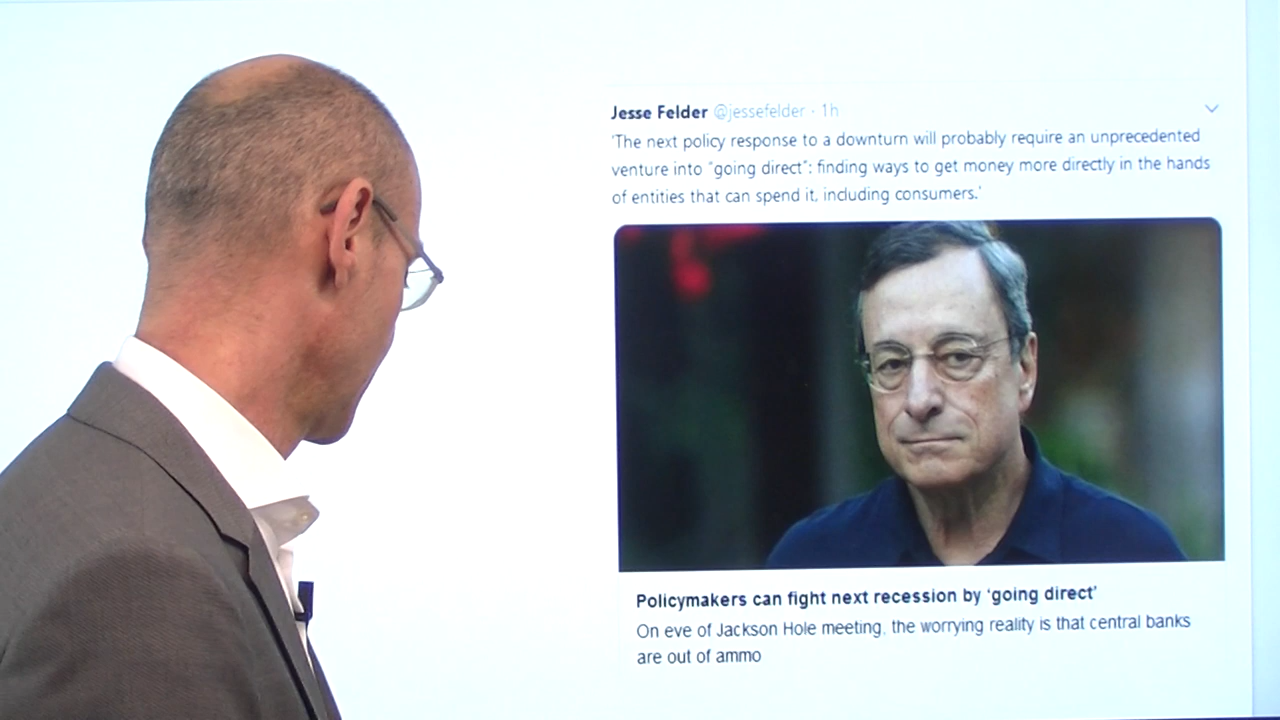 Jesse Felder @jessefelder · 1h
'The next policy response to a downturn will probably require an unprecedented
venture into "going direct": finding ways to get money more directly in the hands
of entities that can spend it, including consumers.'
Policymakers can fight next recession by 'going direct'
On eve of Jackson Hole meeting, the worrying reality is that central banks
are out of ammo